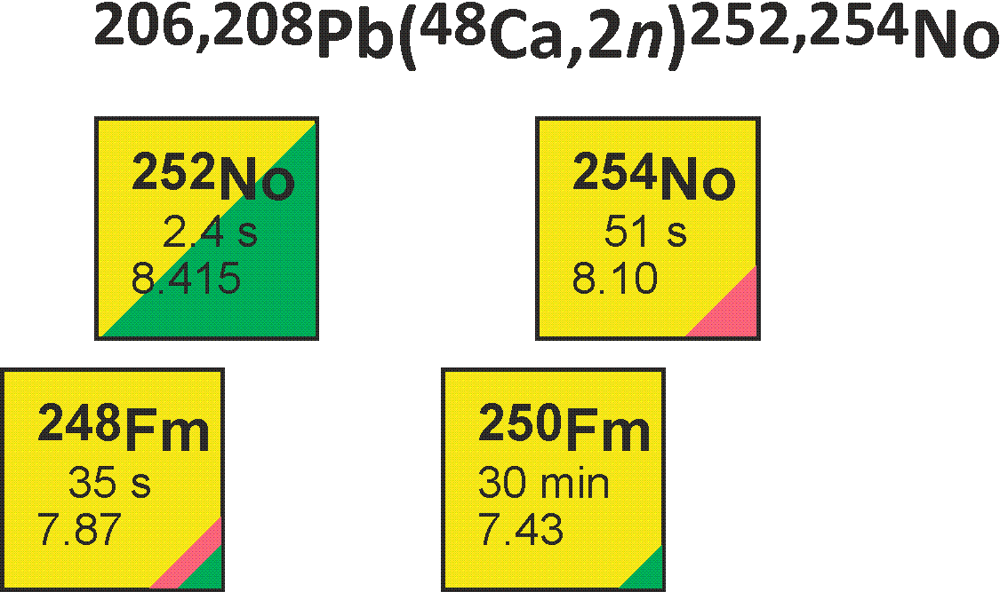 206,208Pb(48Ca,2n)252,254No
252No
2.4 s
8.415
254No
51 s
8.10
248Fm
35 s
7.87
250Fm
30 min
7.43